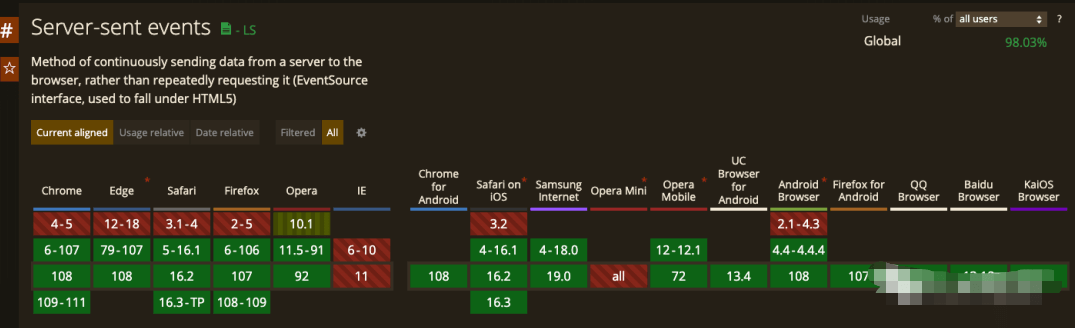 #
Server-sent events - LS
Usage % of all users ?
Global 98.03%
Method of continuously sending data from a server to the
browser, rather than repeatedly requesting it (EventSource
interface, used to fall under HTML5)
Current aligned Usage relative Date relative Filtered All
Chrome Edge * Safari Firefox Opera IE Chrome for Android Safari on iOS * Samsung Internet Opera Mini * Opera Mobile * UC Browser for Android Android Browser * Firefox for Android QQ Browser Baidu Browser KaiOS Browser
4-5 12-18 3.1-4 2-5 10.1 3.2 2.1-4.3
6-107 79-107 5-16.1 6-106 11.5-91 6-10 4-16.1 4-18.0 12-12.1 4.4-4.4.4
108 108 16.2 107 92 11 108 16.2 19.0 all 72 13.4 108 107
109-111 16.3-TP 108-109 16.3